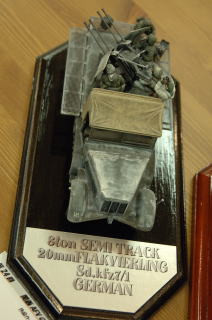 8ton SEMI TRACK
20mmFLAKVIERLING
Sd.kfz7/1
GERMAN